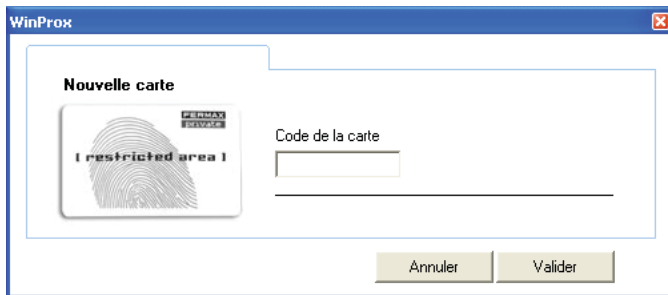 WinProx
Nouvelle carte
FERMAX
private
[ restricted area ]
Code de la carte
Annuler
Valider